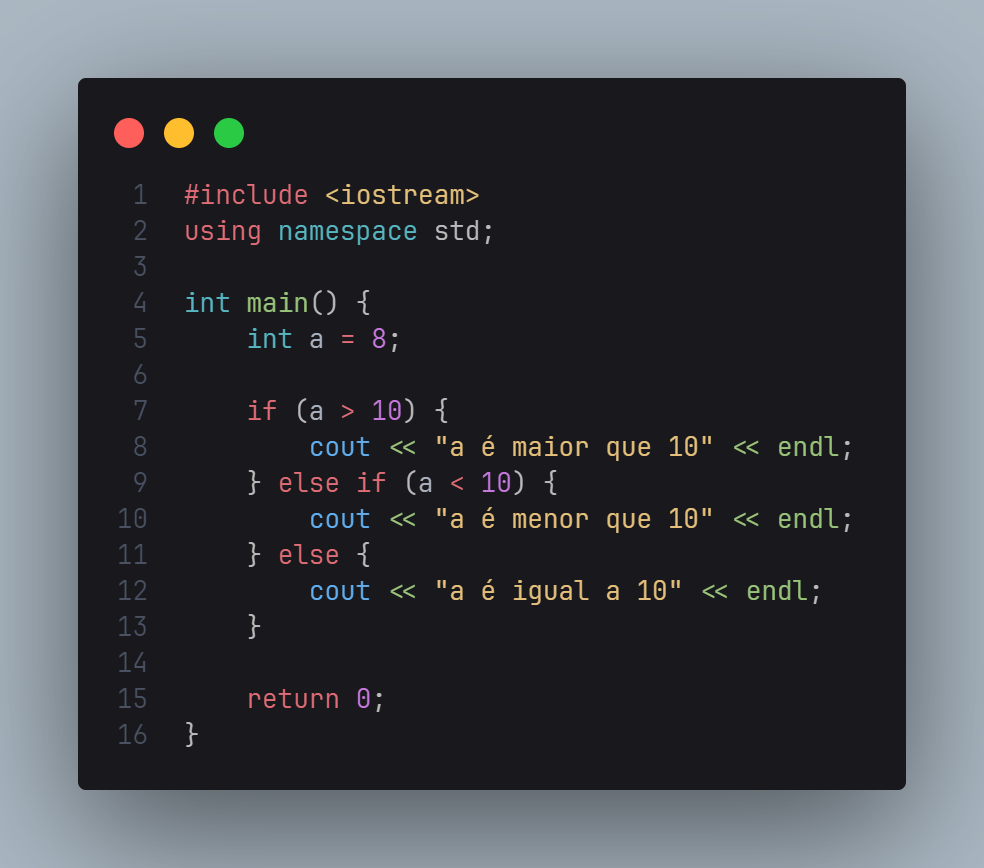 1 #include <iostream>
2 using namespace std;
3
4 int main() {
5     int a = 8;
6
7     if (a > 10) {
8         cout << "a é maior que 10" << endl;
9     } else if (a < 10) {
10         cout << "a é menor que 10" << endl;
11     } else {
12         cout << "a é igual a 10" << endl;
13     }
14
15     return 0;
16 }